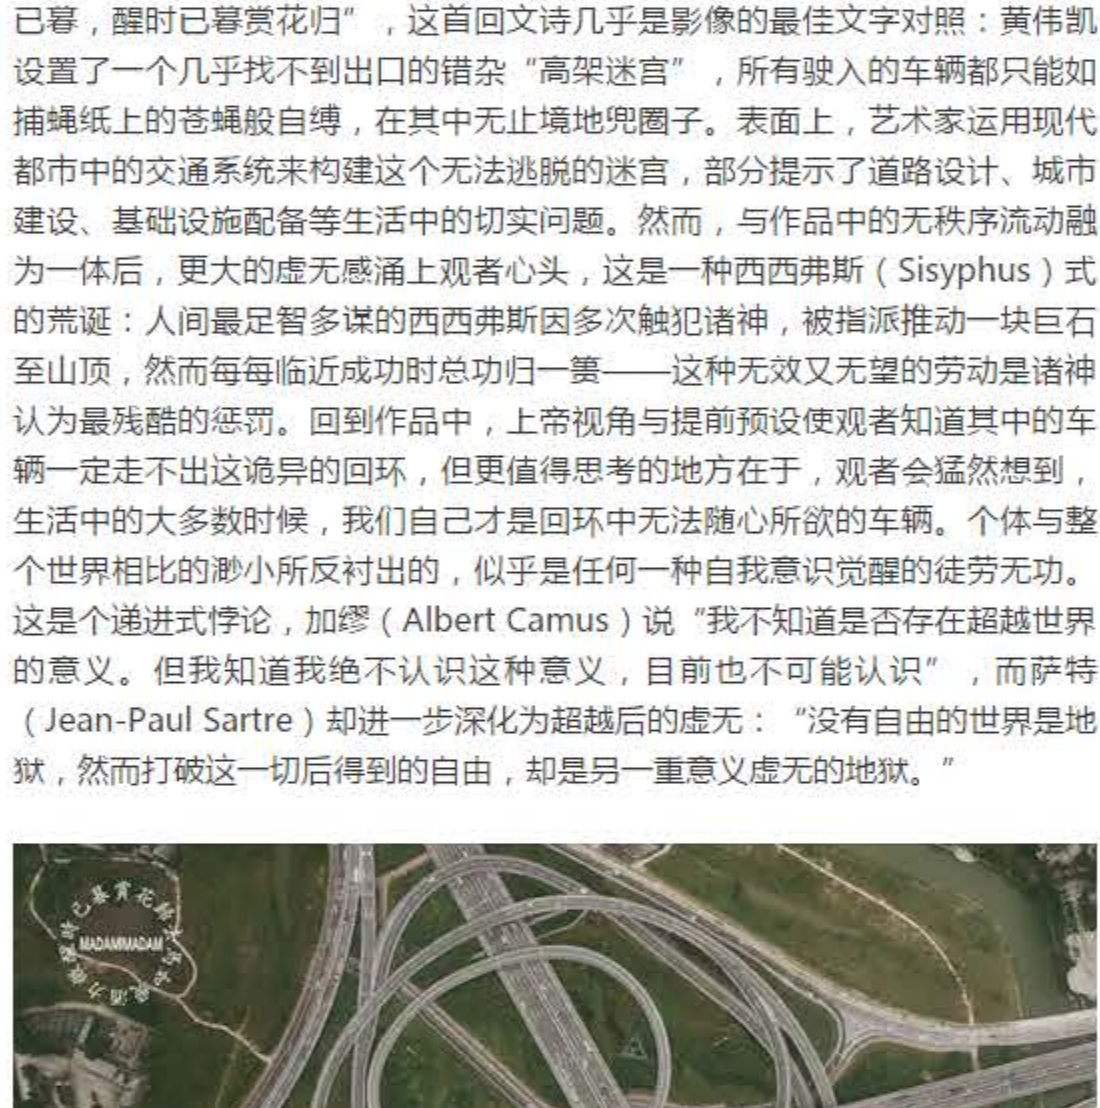 已暮，醒时已暮赏花归”，这首回文诗几乎是影像的最佳文字对照：黄伟凯
设置了一个几乎找不到出口的错杂“高架迷宫”，所有驶入的车辆都只能如
捕蝇纸上的苍蝇般自缚，在其中无止境地兜圈子。表面上，艺术家运用现代
都市中的交通系统来构建这个无法逃脱的迷宫，部分提示了道路设计、城市
建设、基础设施配备等生活中的切实问题。然而，与作品中的无秩序流动融
为一体后，更大的虚无感涌上观者心头，这是一种西西弗斯（Sisyphus）式
的荒诞：人间最足智多谋的西西弗斯因多次触犯诸神，被指派推动一块巨石
至山顶，然而每每临近成功时总功归一篑——这种无效又无望的劳动是诸神
认为最残酷的惩罚。回到作品中，上帝视角与提前预设使观者知道其中的车
辆一定走不出这诡异的回环，但更值得思考的地方在于，观者会猛然想到，
生活中的大多数时候，我们自己才是回环中无法随心所欲的车辆。个体与整
个世界相比的渺小所反衬出的，似乎是任何一种自我意识觉醒的徒劳无功。
这是个递进式悖论，加缪（Albert Camus）说“我不知道是否存在超越世界
的意义。但我知道我绝不认识这种意义，目前也不可能认识”，而萨特
（Jean-Paul Sartre）却进一步深化为超越后的虚无：“没有自由的世界是地
狱，然而打破这一切后得到的自由，却是另一重意义虚无的地狱。”
賞花歸去馬如飛酒力微醒時已暮
MADAMMADAM